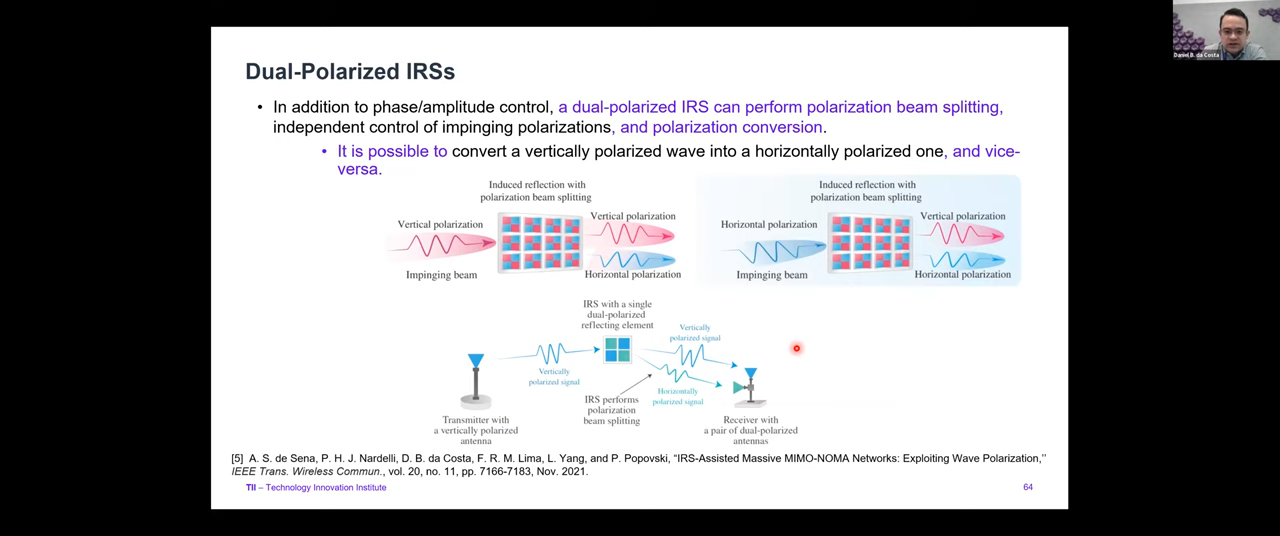 Daniel B. da Costa
Dual-Polarized IRSs
• In addition to phase/amplitude control, a dual-polarized IRS can perform polarization beam splitting,
independent control of impinging polarizations, and polarization conversion.
• It is possible to convert a vertically polarized wave into a horizontally polarized one, and vice-
versa.
Induced reflection with
polarization beam splitting
Vertical polarization
Impinging beam
Vertical polarization
Horizontal polarization
Induced reflection with
polarization beam splitting
Horizontal polarization
Impinging beam
Vertical polarization
Horizontal polarization
IRS with a single
dual-polarized
reflecting element
Vertically
polarized signal
Vertically
polarized signal
Horizontally
polarized signal
IRS performs
polarization
beam splitting
Transmitter with
a vertically polarized
antenna
Receiver with
a pair of dual-polarized
antennas
[5] A. S. de Sena, P. H. J. Nardelli, D. B. da Costa, F. R. M. Lima, L. Yang, and P. Popovski, “IRS-Assisted Massive MIMO-NOMA Networks: Exploiting Wave Polarization,’’
IEEE Trans. Wireless Commun., vol. 20, no. 11, pp. 7166-7183, Nov. 2021.
TII – Technology Innovation Institute
64